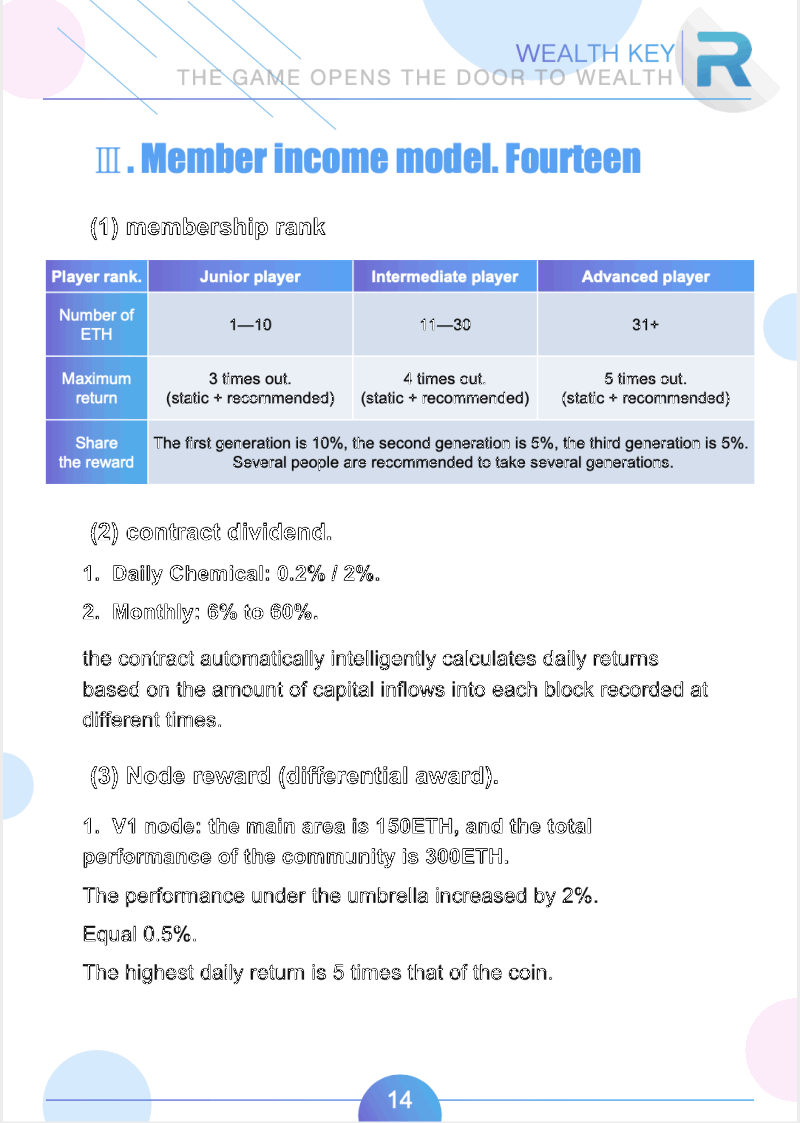 WEALTH KEY
THE GAME OPENS THE DOOR TO WEALTH
R
Ⅲ. Member income model. Fourteen
(1) membership rank
Player rank. Junior player Intermediate player Advanced player
Number of ETH 1—10 11—30 31+
Maximum return 3 times out. (static + recommended) 4 times out. (static + recommended) 5 times out. (static + recommended)
Share the reward The first generation is 10%, the second generation is 5%, the third generation is 5%.
Several people are recommended to take several generations.
(2) contract dividend.
1. Daily Chemical: 0.2% / 2%.
2. Monthly: 6% to 60%.
the contract automatically intelligently calculates daily returns
based on the amount of capital inflows into each block recorded at
different times.
(3) Node reward (differential award).
1. V1 node: the main area is 150ETH, and the total
performance of the community is 300ETH.
The performance under the umbrella increased by 2%.
Equal 0.5%.
The highest daily return is 5 times that of the coin.
14